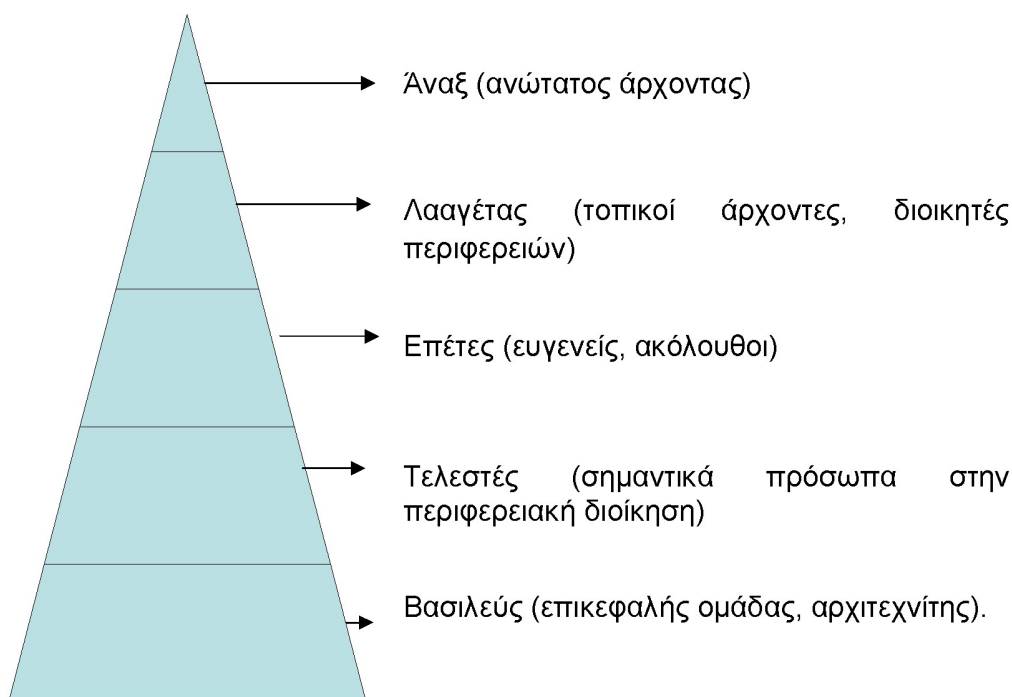 Άναξ (ανώτατος άρχοντας)
Λααγέτας (τοπικοί άρχοντες, διοικητές
περιφερειών)
Επέτες (ευγενείς, ακόλουθοι)
Τελεστές (σημαντικά πρόσωπα στην
περιφερειακή διοίκηση)
Βασιλεύς (επικεφαλής ομάδας, αρχιτεχνίτης).